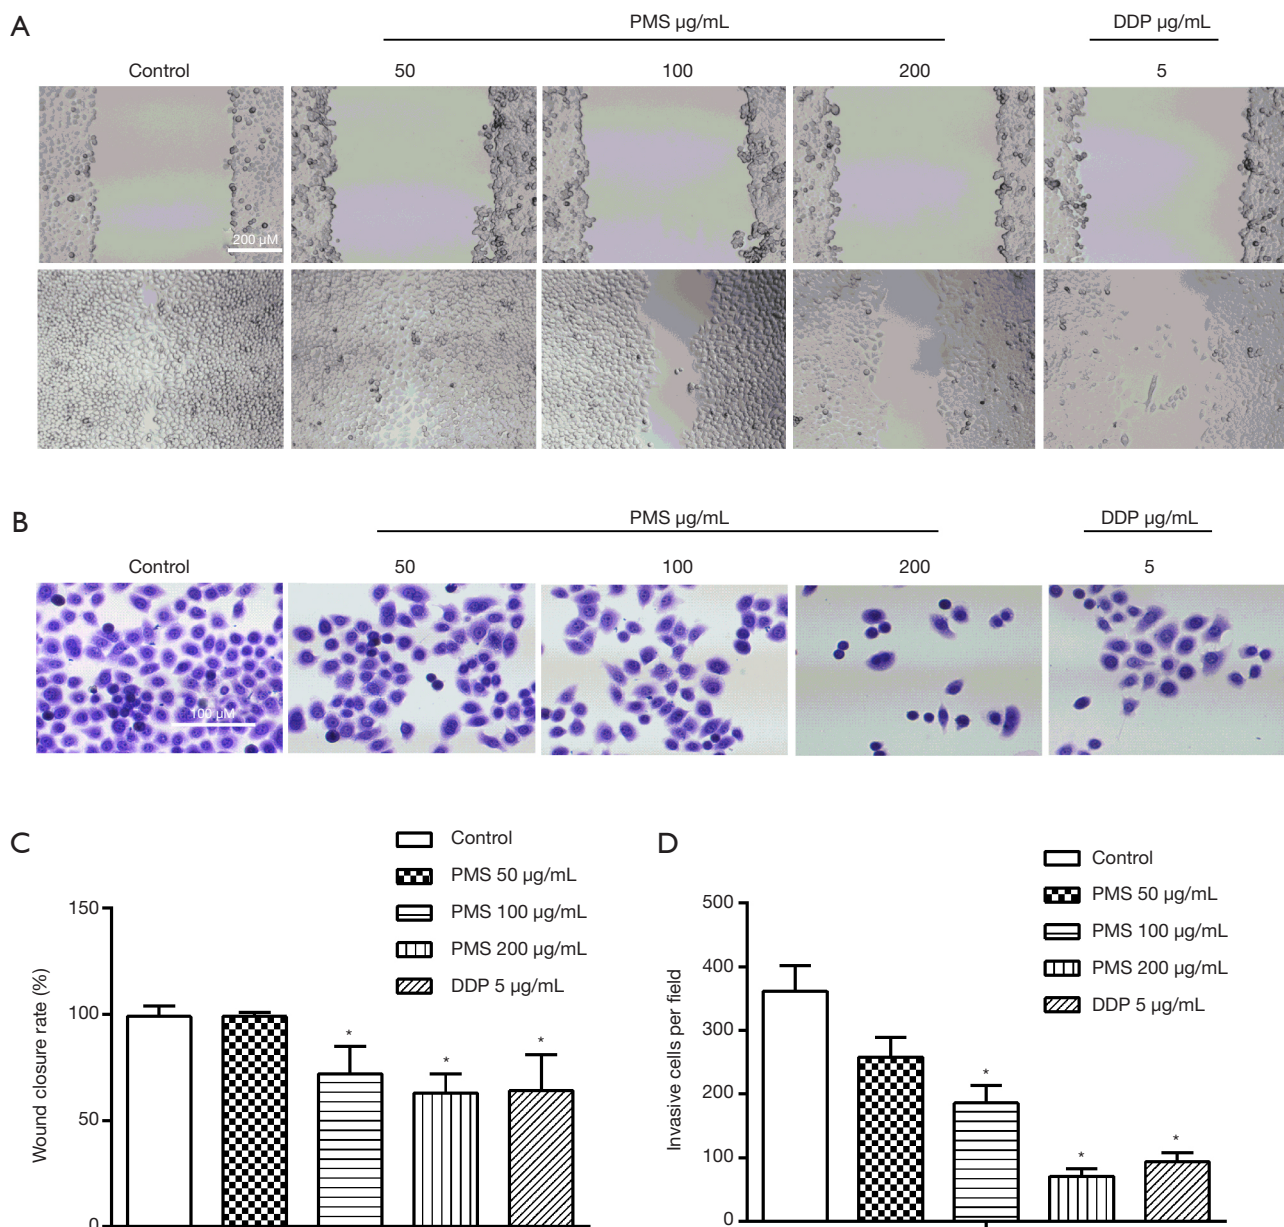 A
PMS µg/mL
DDP µg/mL
Control
50
100
200
5
200 µM
B
PMS µg/mL
DDP µg/mL
Control
50
100
200
5
100 µM
C
Control
PMS 50 µg/mL
PMS 100 µg/mL
PMS 200 µg/mL
DDP 5 µg/mL
Wound closure rate (%)
150
100
50
0
*
*
*
D
Control
PMS 50 µg/mL
PMS 100 µg/mL
PMS 200 µg/mL
DDP 5 µg/mL
Invasive cells per field
500
400
300
200
100
0
*
*
*